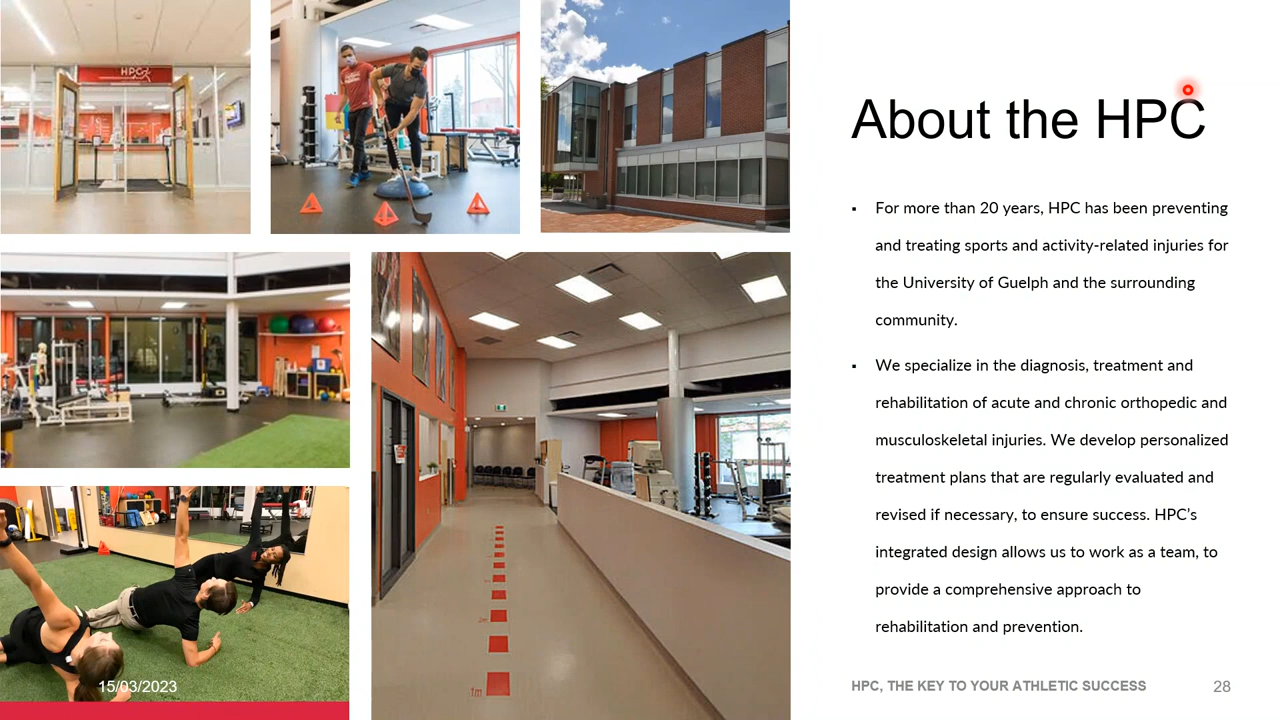 HPC
About the HPC
▪ For more than 20 years, HPC has been preventing
and treating sports and activity-related injuries for
the University of Guelph and the surrounding
community.
▪ We specialize in the diagnosis, treatment and
rehabilitation of acute and chronic orthopedic and
musculoskeletal injuries. We develop personalized
treatment plans that are regularly evaluated and
revised if necessary, to ensure success. HPC’s
integrated design allows us to work as a team, to
provide a comprehensive approach to
rehabilitation and prevention.
2m
1m
15/03/2023
HPC, THE KEY TO YOUR ATHLETIC SUCCESS
28